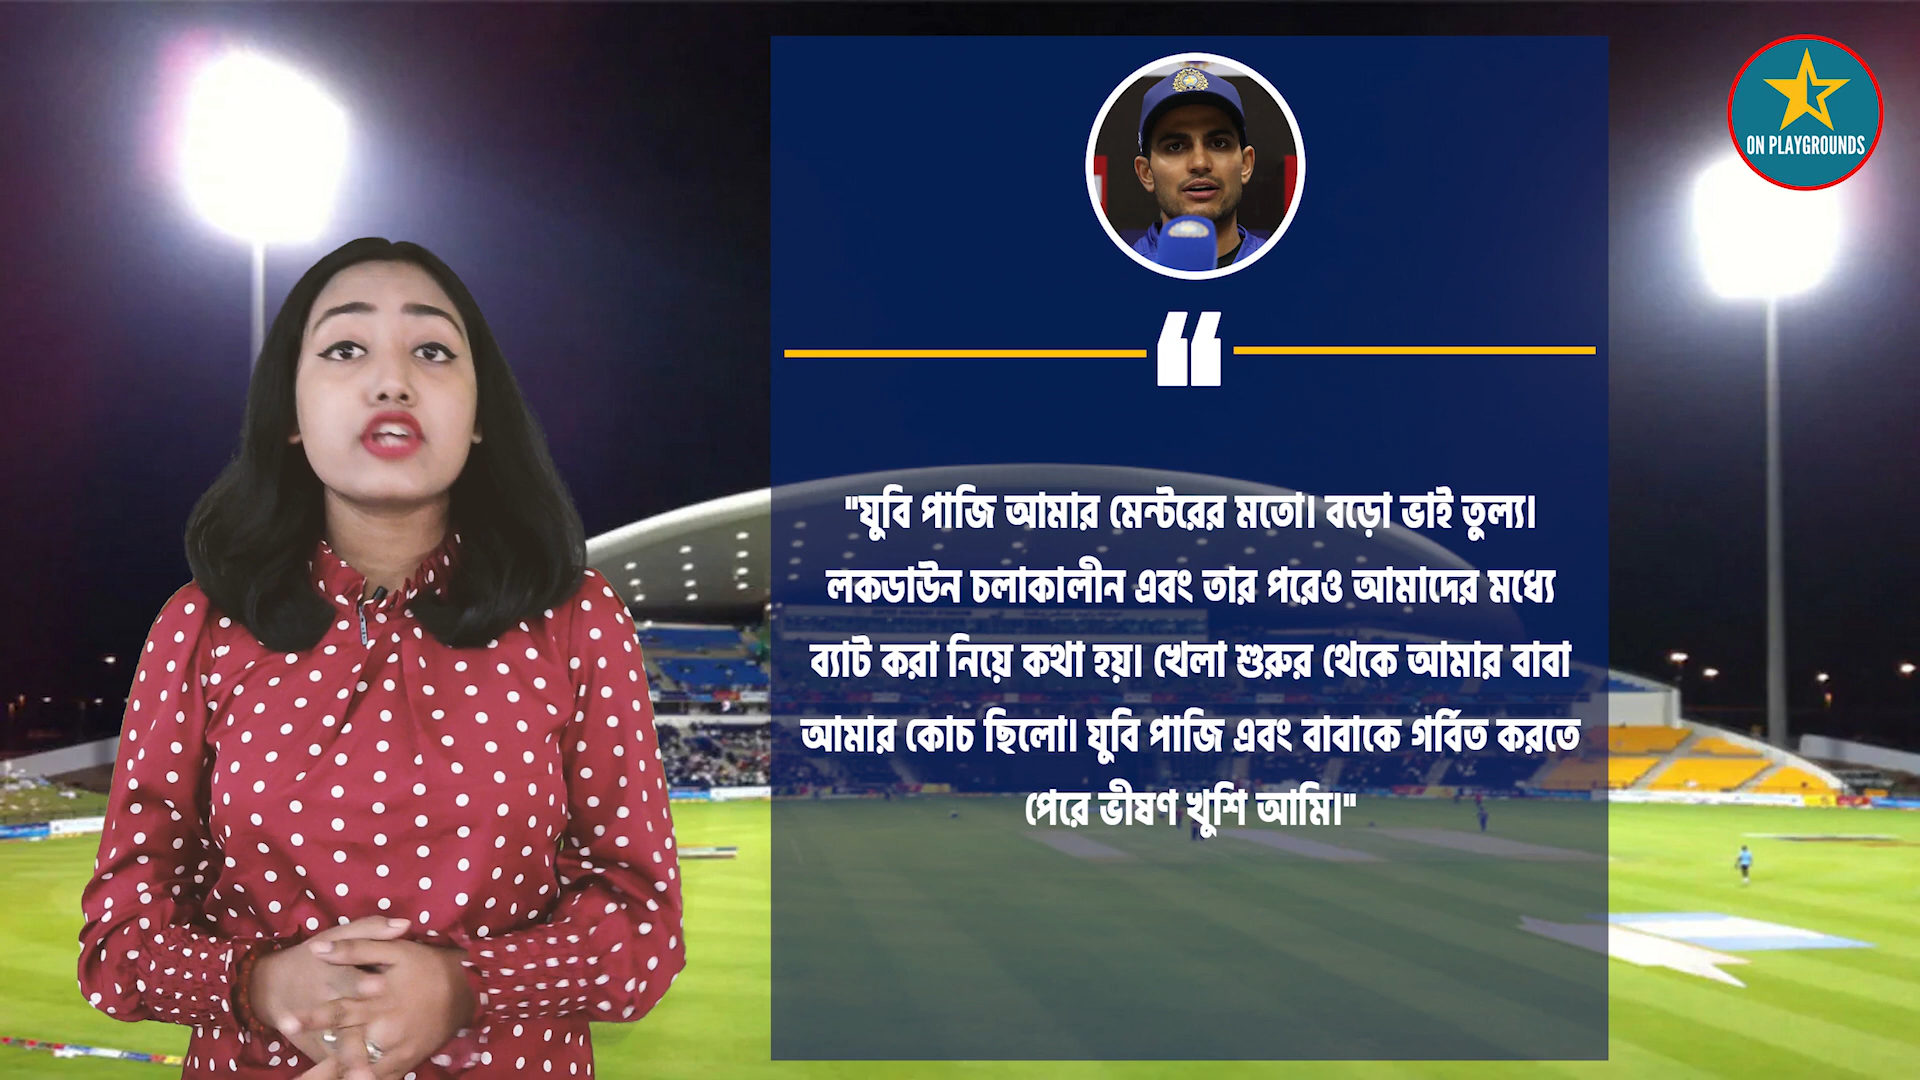 ON PLAYGROUNDS
"যুবি পাজি আমার মেন্টরের মতো। বড়ো ভাই তুল্য।
লকডাউন চলাকালীন এবং তার পরেও আমাদের মধ্যে
ব্যাট করা নিয়ে কথা হয়। খেলা শুরুর থেকে আমার বাবা
আমার কোচ ছিলো। যুবি পাজি এবং বাবাকে গর্বিত করতে
পেরে ভীষণ খুশি আমি।"